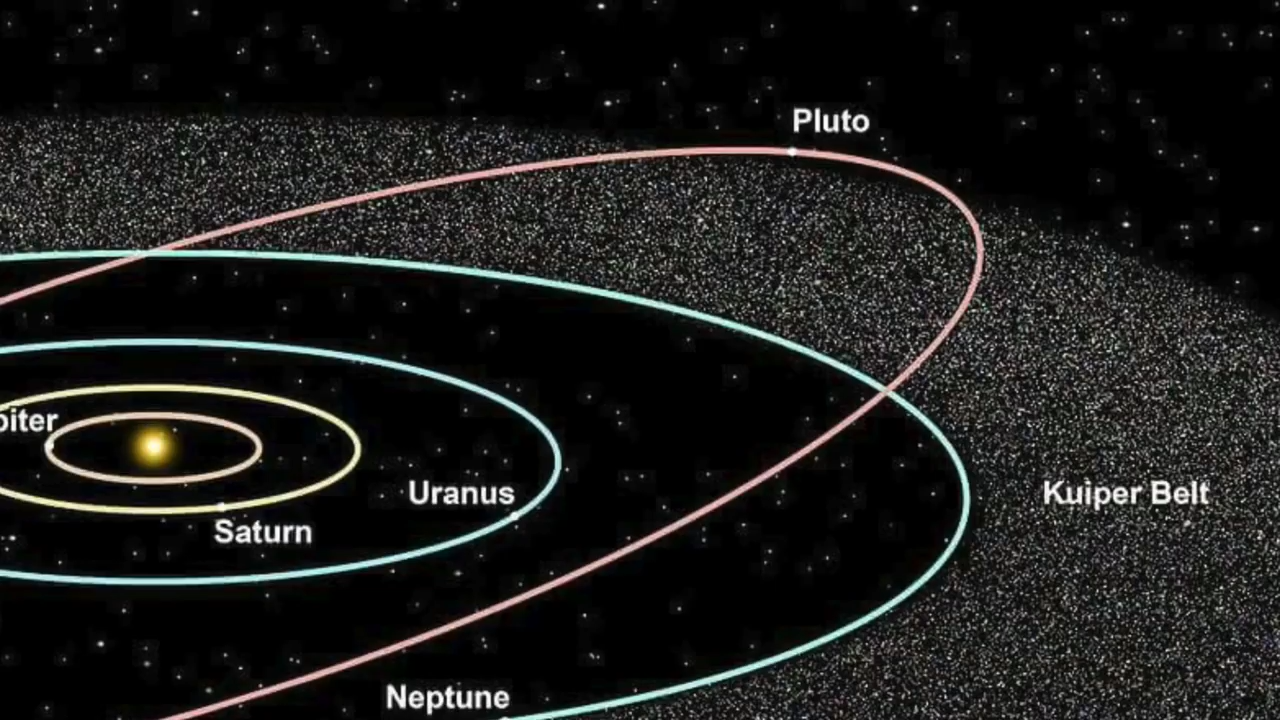 Pluto
piter
Uranus
Kuiper Belt
Saturn
Neptune